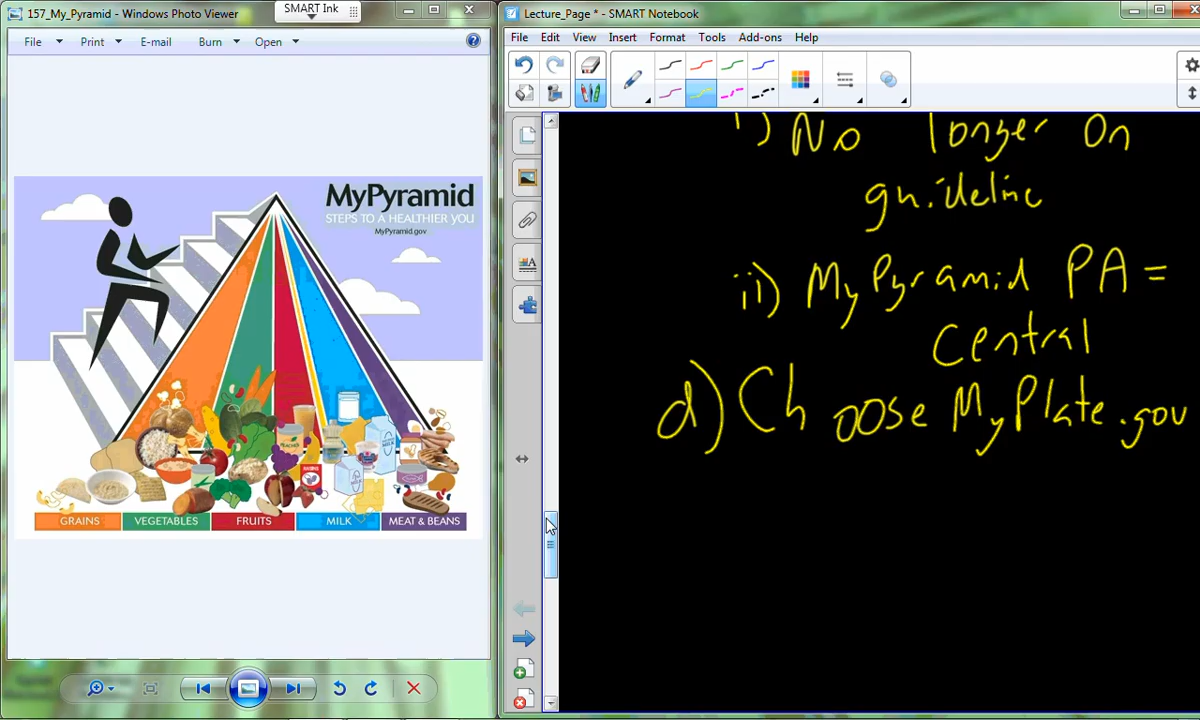 157_My_Pyramid - Windows Photo Viewer
SMART Ink
File Print E-mail Burn Open
MyPyramid
STEPS TO A HEALTHIER YOU
MyPyramid.gov
GRAINS VEGETABLES FRUITS MILK MEAT & BEANS
Lecture_Page * - SMART Notebook
File Edit View Insert Format Tools Add-ons Help
i) No longer on
guideline
ii) MyPyramid PA =
Central
d) Choose MyPlate.gov